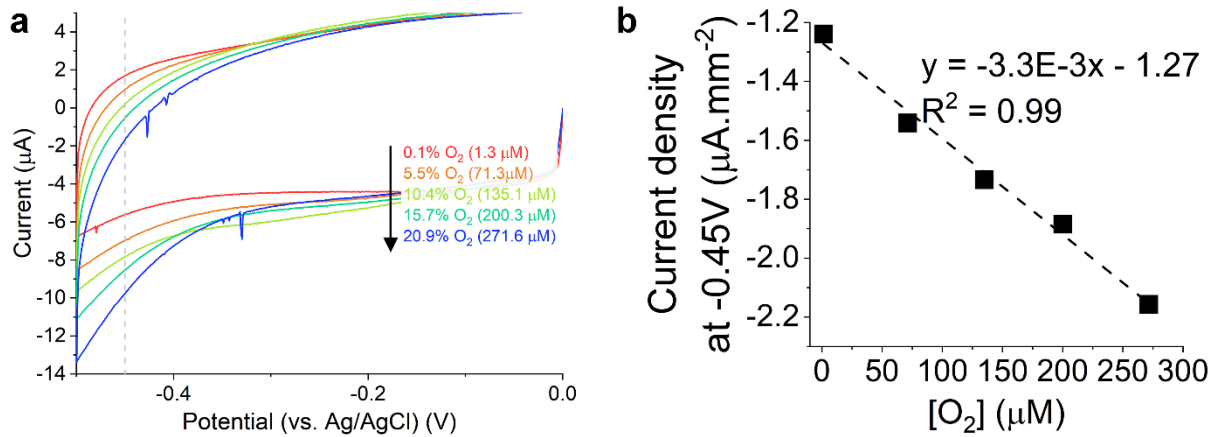 a
4
2
0
-2
-4
-6
-8
-10
-12
-14
Current (μA)
0.1% O₂ (1.3 μM)
5.5% O₂ (71.3μM)
10.4% O₂ (135.1 μM)
15.7% O₂ (200.3 μM)
20.9% O₂ (271.6 μM)
-0.4
-0.2
0.0
Potential (vs. Ag/AgCl) (V)
b
-1.2
-1.4
-1.6
-1.8
-2.0
-2.2
Current density
at -0.45V (μA.mm⁻²)
y = -3.3E-3x - 1.27
R² = 0.99
0
50
100
150
200
250
300
[O₂] (μM)